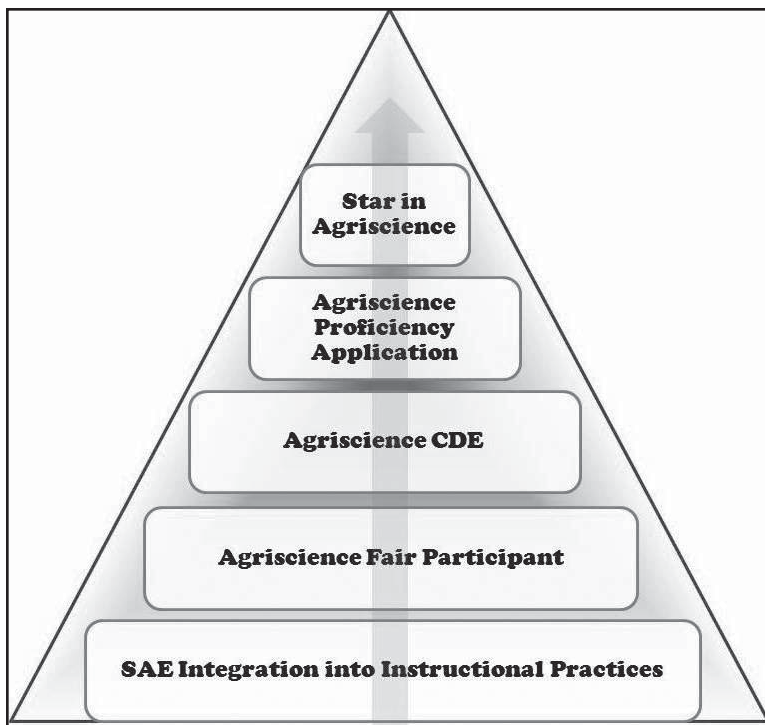 Star in
Agriscience
Agriscience
Proficiency
Application
Agriscience CDE
Agriscience Fair Participant
SAE Integration into Instructional Practices